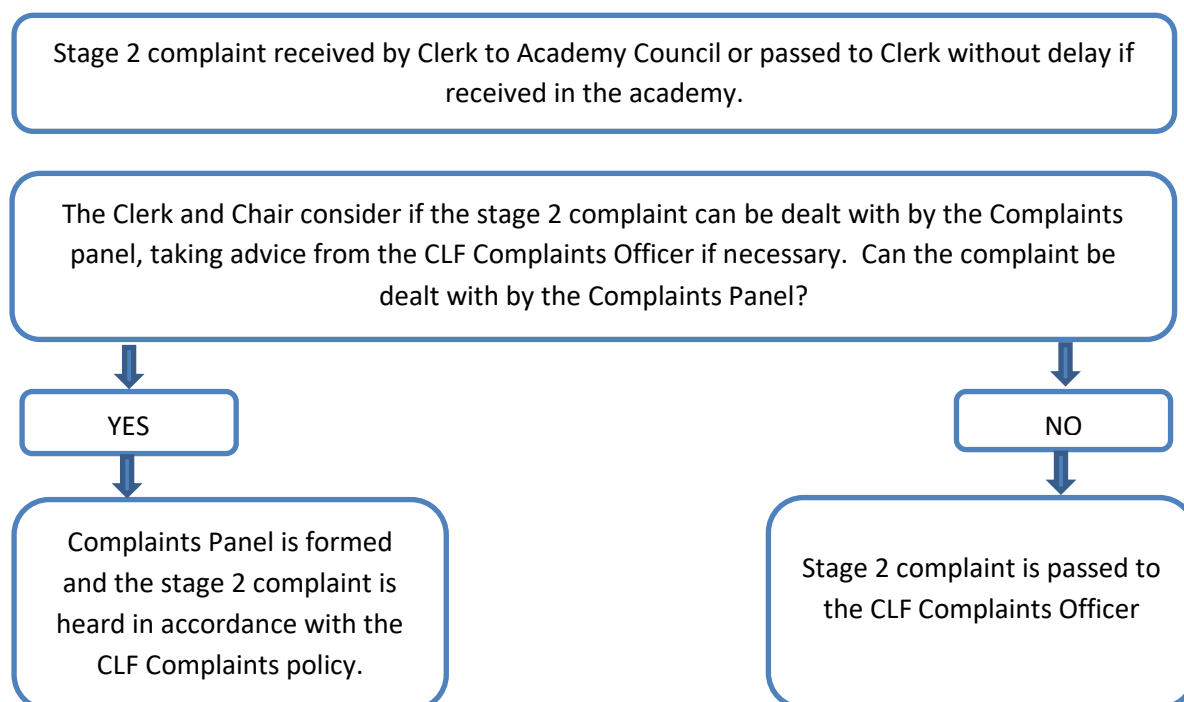 Stage 2 complaint received by Clerk to Academy Council or passed to Clerk without delay if
received in the academy.
The Clerk and Chair consider if the stage 2 complaint can be dealt with by the Complaints
panel, taking advice from the CLF Complaints Officer if necessary.  Can the complaint be
dealt with by the Complaints Panel?
YES
NO
Complaints Panel is formed
and the stage 2 complaint is
heard in accordance with the
CLF Complaints policy.
Stage 2 complaint is passed to
the CLF Complaints Officer